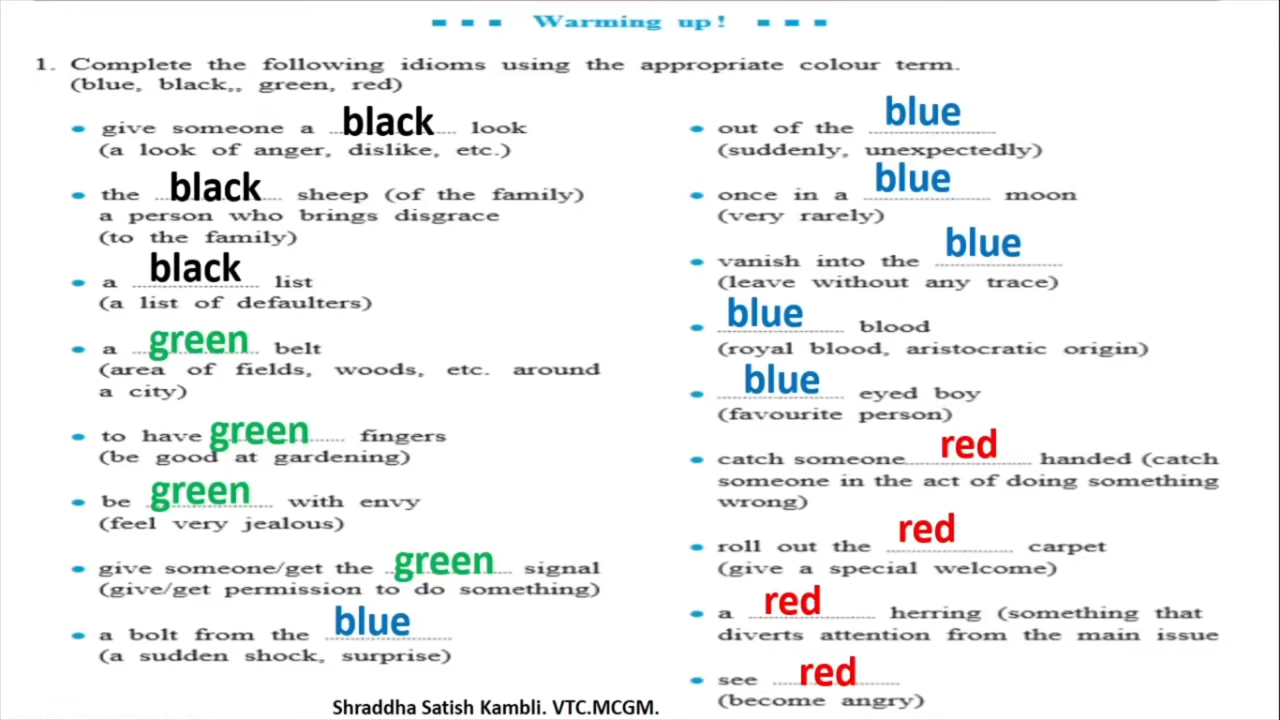 Warming up!
1. Complete the following idioms using the appropriate colour term.
(blue, black,, green, red)
• give someone a black look
(a look of anger, dislike, etc.)
• the black sheep (of the family)
a person who brings disgrace
(to the family)
• a black list
(a list of defaulters)
• a green belt
(area of fields, woods, etc. around
a city)
• to have green fingers
(be good at gardening)
• be green with envy
(feel very jealous)
• give someone/get the green signal
(give/get permission to do something)
• a bolt from the blue
(a sudden shock, surprise)
• out of the blue
(suddenly, unexpectedly)
• once in a blue moon
(very rarely)
• vanish into the blue
(leave without any trace)
• blue blood
(royal blood, aristocratic origin)
• blue eyed boy
(favourite person)
• catch someone red handed (catch
someone in the act of doing something
wrong)
• roll out the red carpet
(give a special welcome)
• a red herring (something that
diverts attention from the main issue
• see red
(become angry)
Shraddha Satish Kambli. VTC.MCGM.